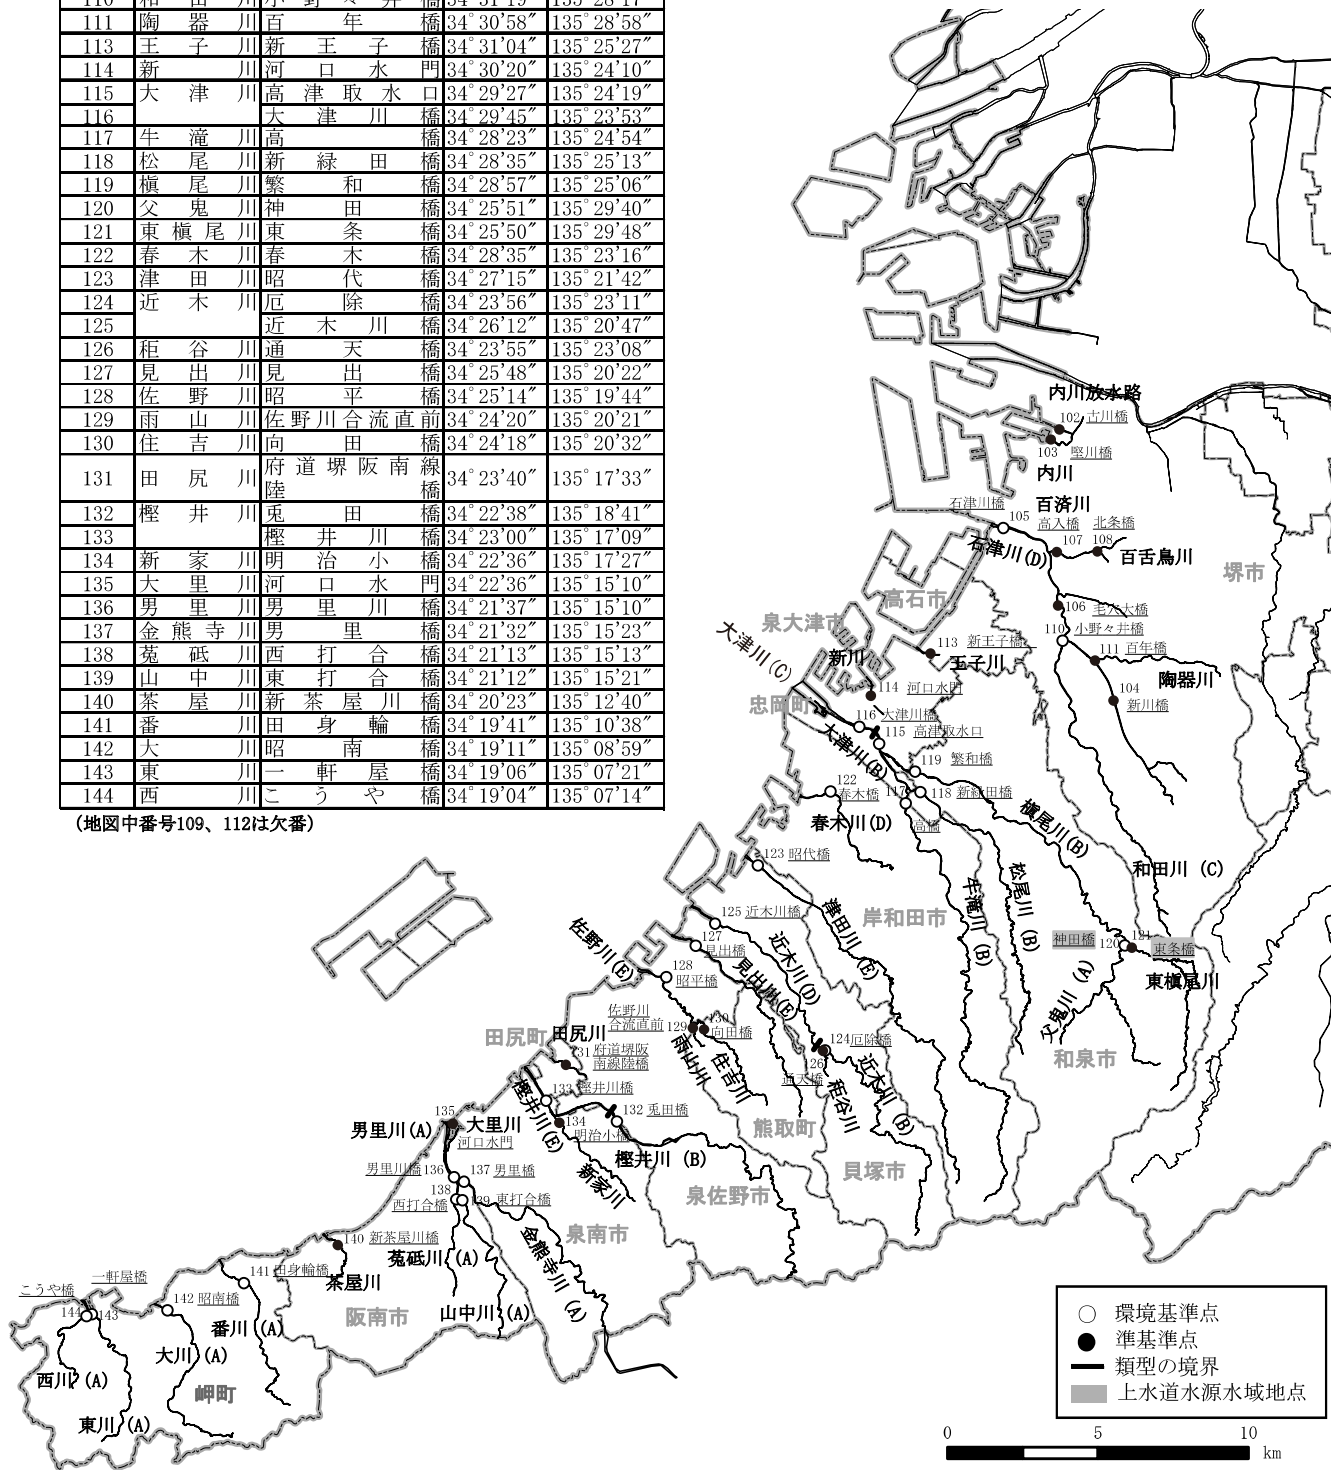 110 和田川 小野々井橋 34°31′19″ 135°28′17″
111 陶器川 百年橋 34°30′58″ 135°28′58″
113 王子川 新王子橋 34°31′04″ 135°25′27″
114 新川 河口水門 34°30′20″ 135°24′10″
115 大津川 高津取水口 34°29′27″ 135°24′19″
116 大津川橋 34°29′45″ 135°23′53″
117 牛滝川 高橋 34°28′23″ 135°24′54″
118 松尾川 新緑田橋 34°28′35″ 135°25′13″
119 槇尾川 繁和橋 34°28′57″ 135°25′06″
120 父鬼川 神田橋 34°25′51″ 135°29′40″
121 東槇尾川 東条橋 34°25′50″ 135°29′48″
122 春木川 春木橋 34°28′35″ 135°23′16″
123 津田川 昭代橋 34°27′15″ 135°21′42″
124 近木川 厄除橋 34°23′56″ 135°23′11″
125 近木川橋 34°26′12″ 135°20′47″
126 秬谷川 通天橋 34°23′55″ 135°23′08″
127 見出川 見出橋 34°25′48″ 135°20′22″
128 佐野川 昭平橋 34°25′14″ 135°19′44″
129 雨山川 佐野川合流直前 34°24′20″ 135°20′21″
130 住吉川 向田橋 34°24′18″ 135°20′32″
131 田尻川 府道堺阪南線陸橋 34°23′40″ 135°17′33″
132 樫井川 兎田橋 34°22′38″ 135°18′41″
133 樫井川橋 34°23′00″ 135°17′09″
134 新家川 明治小橋 34°22′36″ 135°17′27″
135 大里川 河口水門 34°22′36″ 135°15′10″
136 男里川 男里川橋 34°21′37″ 135°15′10″
137 金熊寺川 男里橋 34°21′32″ 135°15′23″
138 菟砥川 西打合橋 34°21′13″ 135°15′13″
139 山中川 東打合橋 34°21′12″ 135°15′21″
140 茶屋川 新茶屋川橋 34°20′23″ 135°12′40″
141 番川 田身輪橋 34°19′41″ 135°10′38″
142 大川 昭南橋 34°19′11″ 135°08′59″
143 東川 一軒屋橋 34°19′06″ 135°07′21″
144 西川 こうや橋 34°19′04″ 135°07′14″
(地図中番号109、112は欠番)
内川放水路
102 古川橋
103 竪川橋
内川
石津川橋
105
百済川
高入橋 北条橋
107 108
石津川(D)
百舌鳥川
堺市
高石市
106 毛穴大橋
110 小野々井橋
111 百年橋
陶器川
104
新川橋
泉大津市
113 新王子橋
王子川
新川
114 河口水門
大津川(C)
忠岡町
116 大津川橋
115 高津取水口
大津川(B)
119 繁和橋
117
118 新緑田橋
高橋
122
春木橋
春木川(D)
槇尾川(B)
和田川 (C)
123 昭代橋
津田川(E)
岸和田市
牛滝川(B)
松尾川(B)
神田橋 120
121 東条橋
東槇尾川
父鬼川(A)
和泉市
125 近木川橋
127
見出橋
近木川(D)
見出川(E)
佐野川(E)
128
昭平橋
佐野川
合流直前 129
130
向田橋
雨山川
住吉川
124 厄除橋
126
通天橋
秬谷川
近木川(B)
熊取町
貝塚市
田尻町
田尻川
131 府道堺阪
南線陸橋
133 樫井川橋
樫井川(E)
132 兎田橋
134
明治小橋
樫井川 (B)
新家川
泉佐野市
135
男里川(A)
大里川
河口水門
男里川橋 136
137 男里橋
138
西打合橋
139 東打合橋
泉南市
金熊寺川(A)
菟砥川(A)
山中川(A)
140 新茶屋川橋
茶屋川
阪南市
141 田身輪橋
番川(A)
142 昭南橋
大川(A)
岬町
一軒屋橋
こうや橋
144 143
西川(A)
東川(A)
環境基準点
準基準点
類型の境界
上水道水源水域地点
0 5 10
km